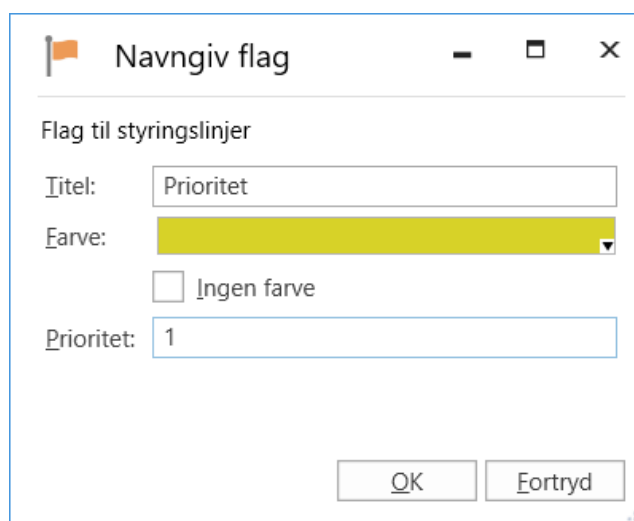 Navngiv flag
Flag til styringslinjer
Titel: Prioritet
Farve:
Ingen farve
Prioritet: 1
OK Fortryd